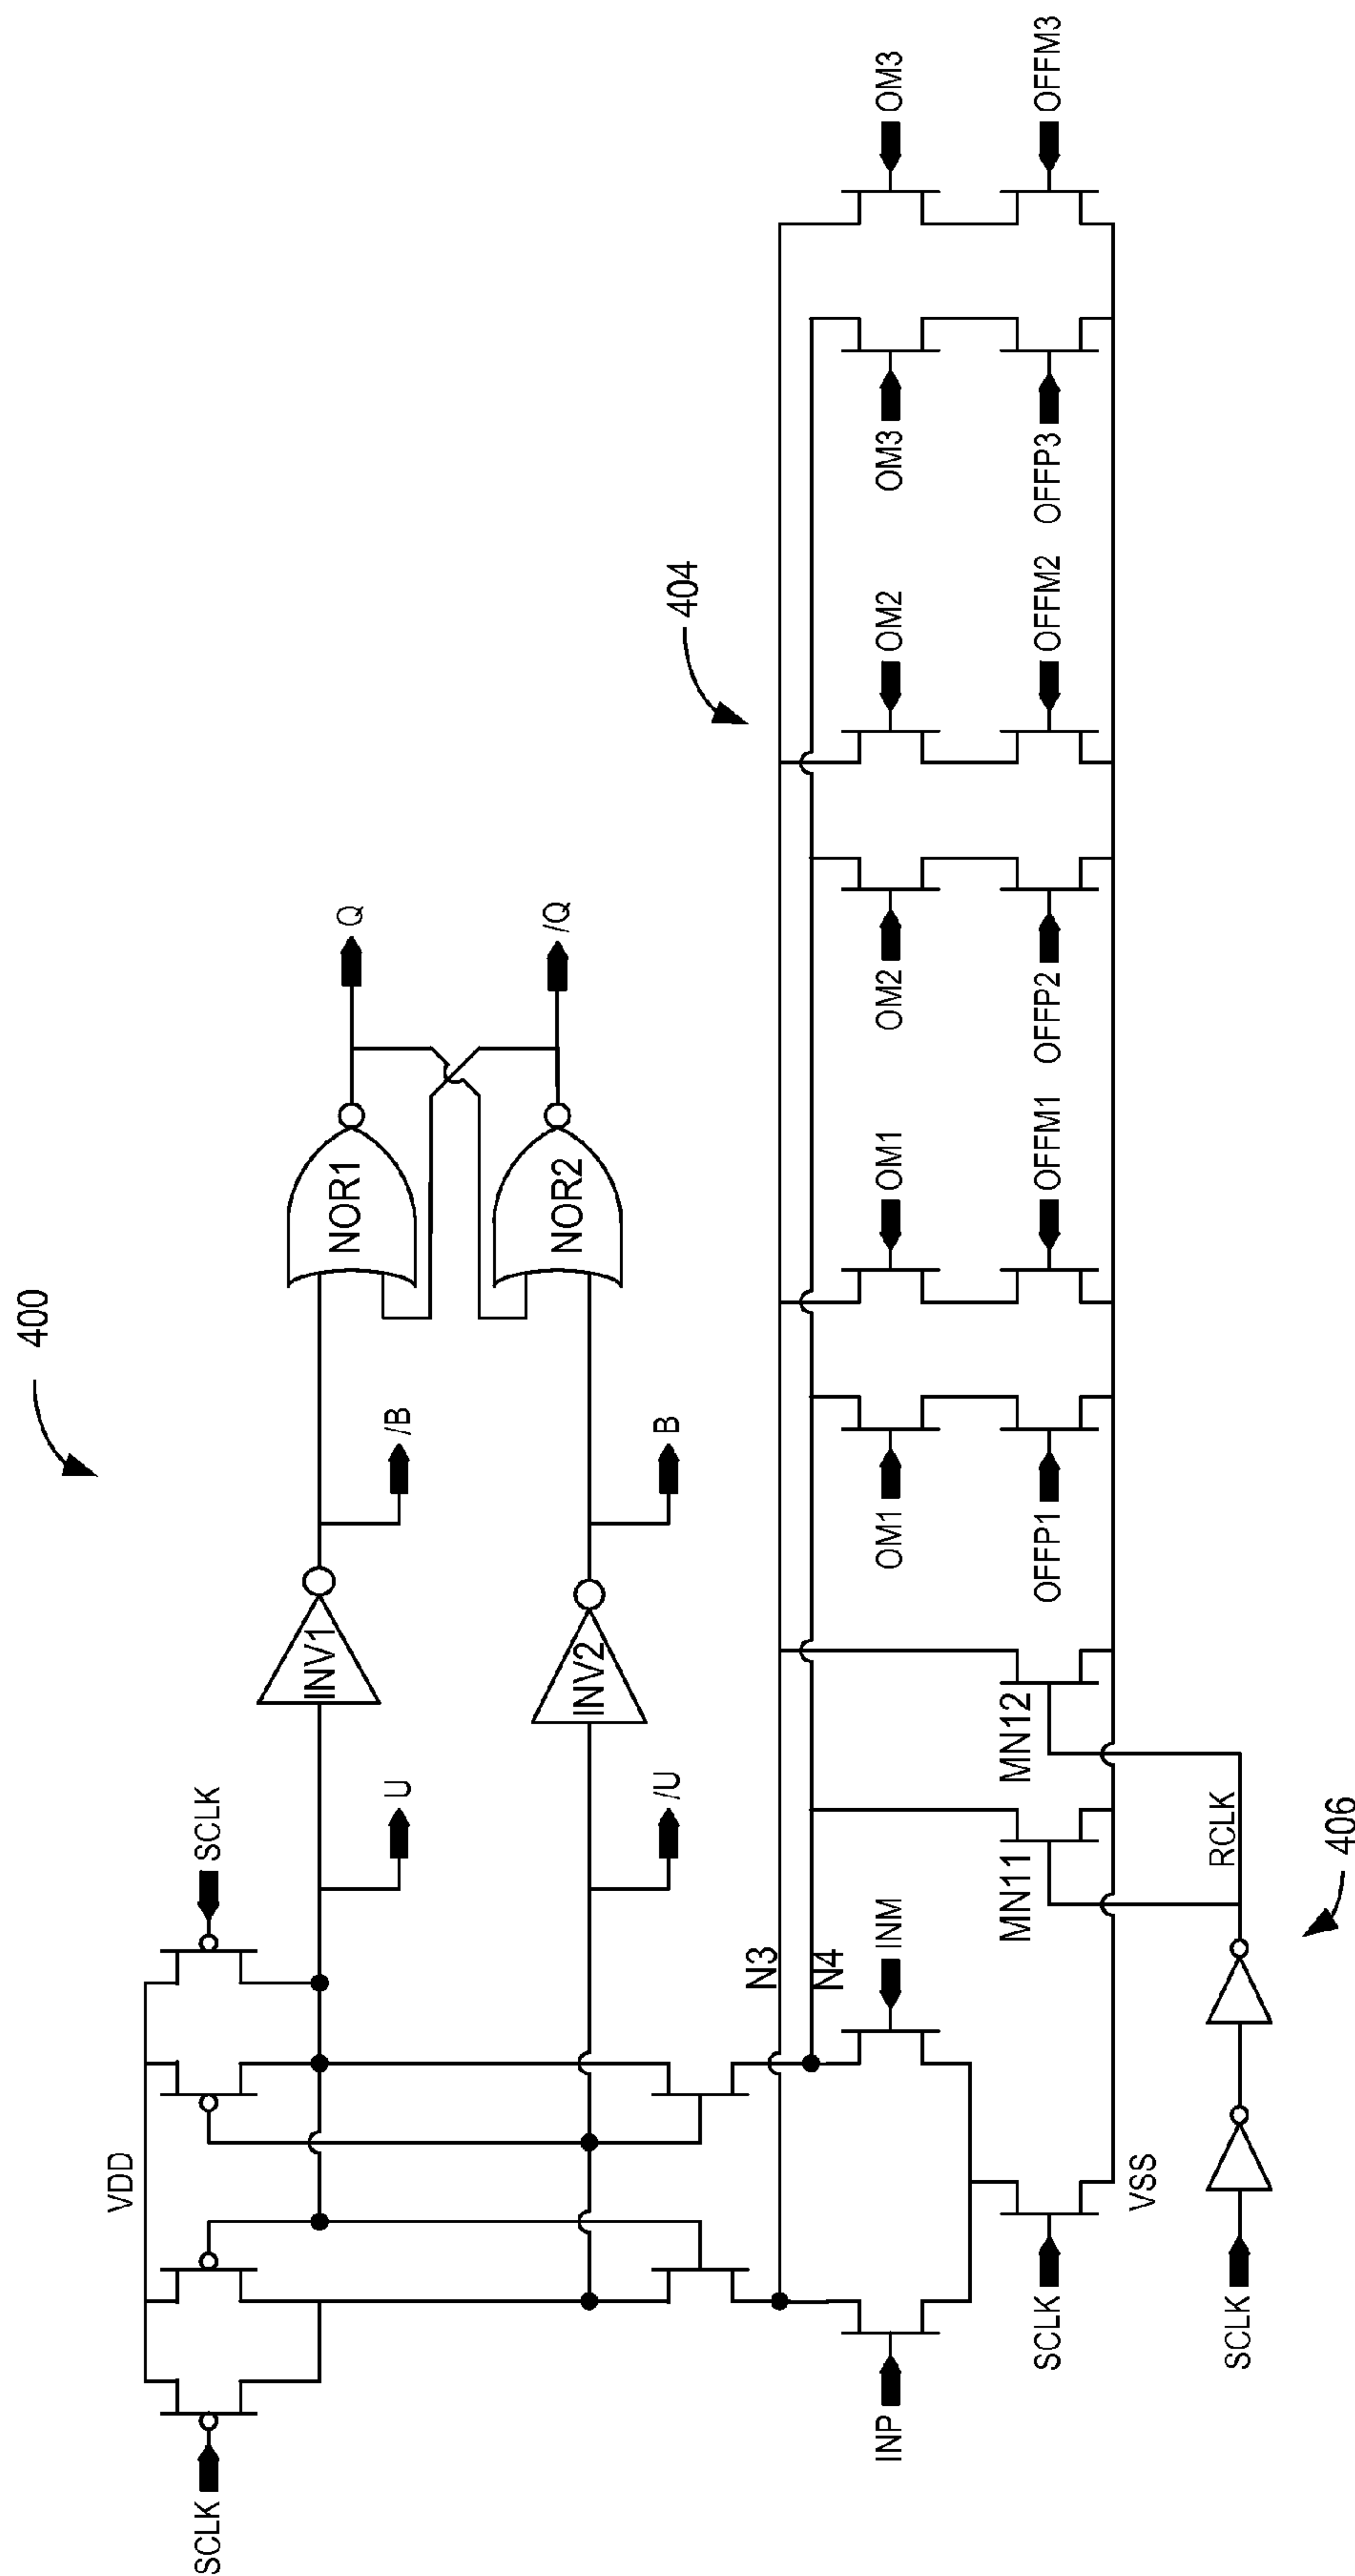 400
VDD
SCLK
SCLK
U
/U
INV1
INV2
/B
B
NOR1
NOR2
Q
/Q
404
N3
N4
INP
INM
SCLK
VSS
SCLK
RCLK
406
MN11
MN12
OM1
OM1
OM2
OM2
OM3
OM3
OFFP1
OFFM1
OFFP2
OFFM2
OFFP3
OFFM3